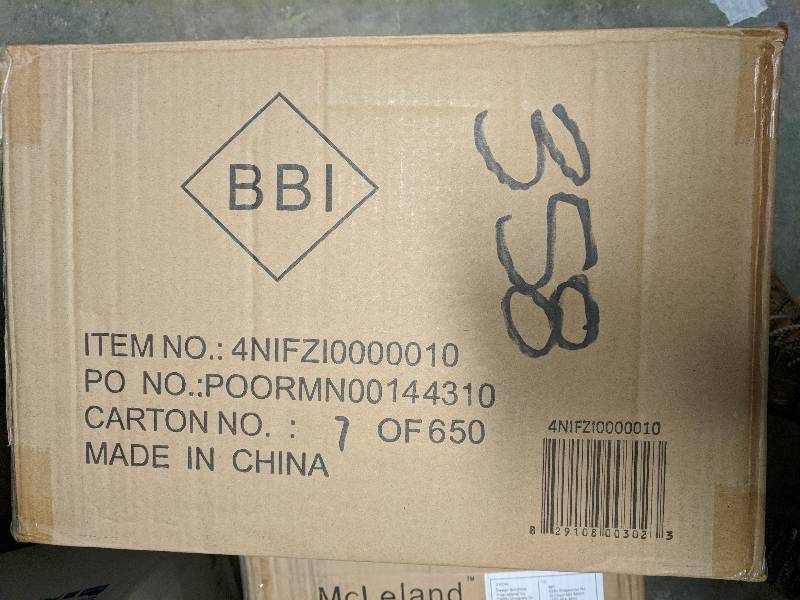 BBI
358
ITEM NO.: 4NIFZI0000010
PO NO.:POORMN00144310
CARTON NO. : 7 OF 650
MADE IN CHINA
4NIFZI0000010
8 29108 00302 3
McLeland™